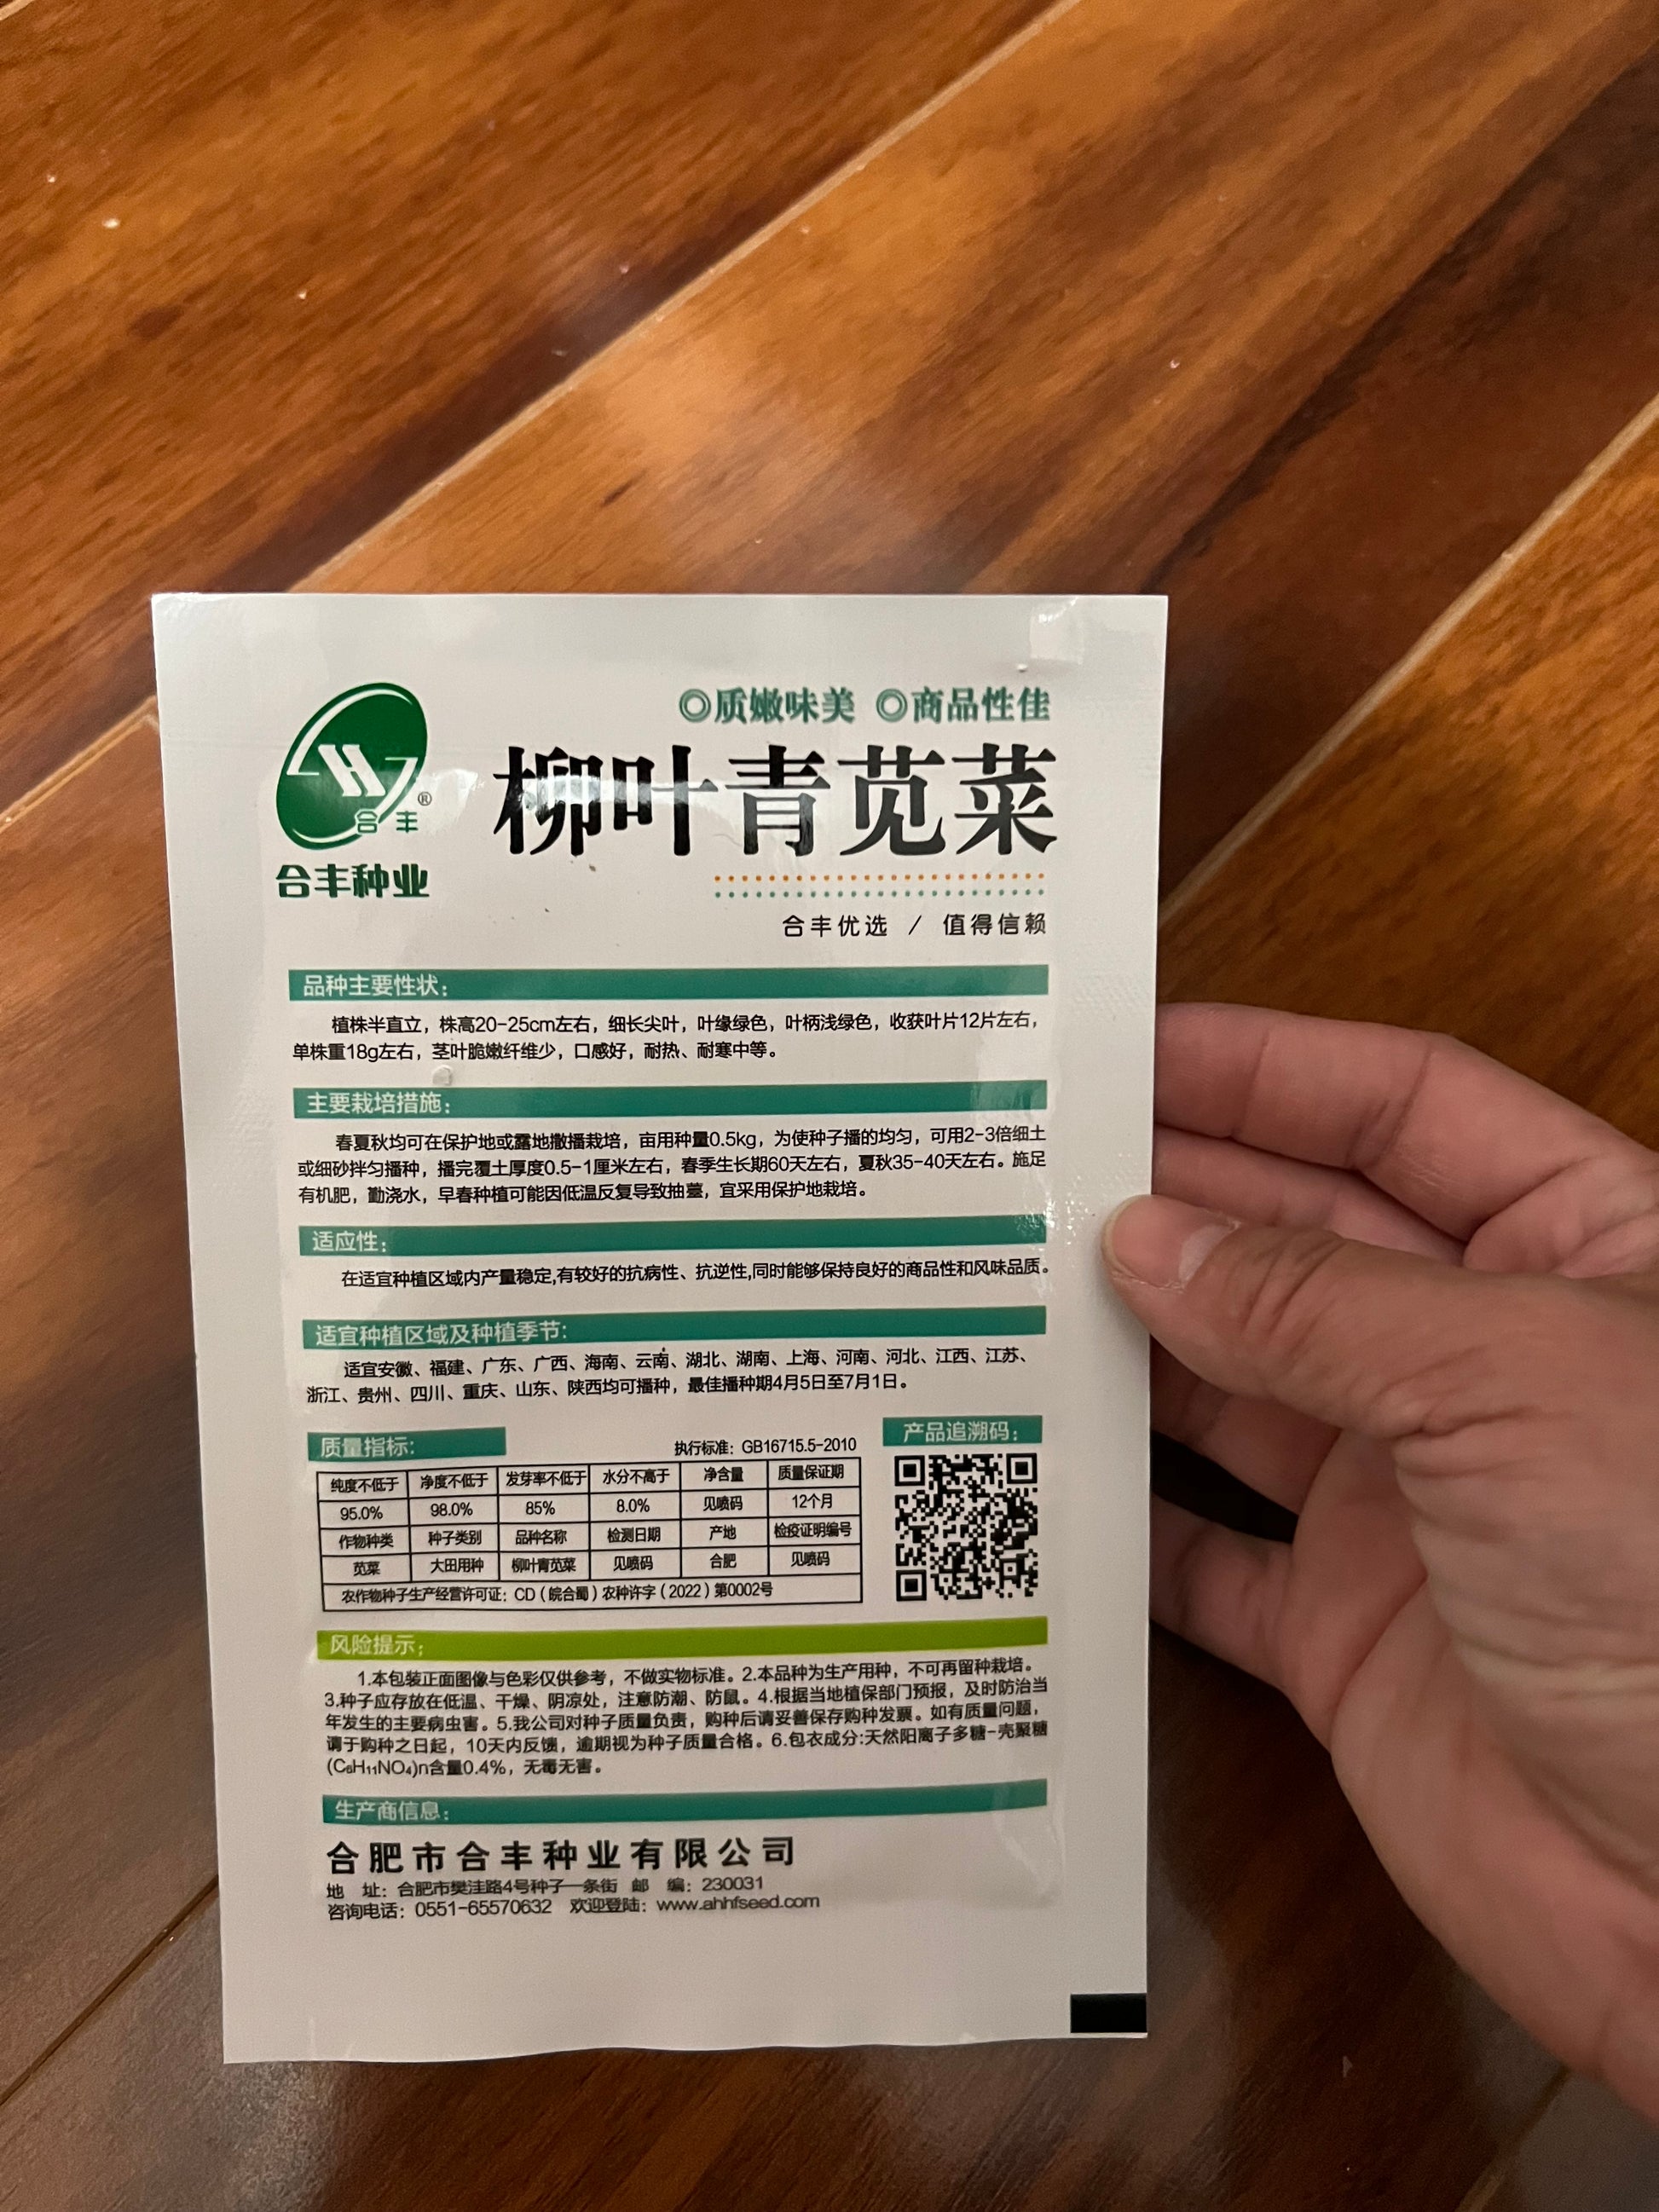 ◎质嫩味美 ◎商品性佳
柳叶青苋菜
合丰®
合丰种业
合丰优选 / 值得信赖
品种主要性状:
植株半直立，株高20-25cm左右，细长尖叶，叶缘绿色，叶柄浅绿色，收获叶片12片左右，
单株重18g左右，茎叶脆嫩纤维少，口感好，耐热、耐寒中等。
主要栽培措施:
春夏秋均可在保护地或露地撒播栽培，亩用种量0.5kg，为使种子播的均匀，可用2-3倍细土
或细砂拌匀播种，播完覆土厚度0.5-1厘米左右，春季生长期60天左右，夏秋35-40天左右。施足
有机肥，勤浇水，早春种植可能因低温反复导致抽薹，宜采用保护地栽培。
适应性:
在适宜种植区域内产量稳定,有较好的抗病性、抗逆性,同时能够保持良好的商品性和风味品质。
适宜种植区域及种植季节:
适宜安徽、福建、广东、广西、海南、云南、湖北、湖南、上海、河南、河北、江西、江苏、
浙江、贵州、四川、重庆、山东、陕西均可播种，最佳播种期4月5日至7月1日。
质量指标: 执行标准：GB16715.5-2010
产品追溯码:
纯度不低于 净度不低于 发芽率不低于 水分不高于 净含量 质量保证期
95.0% 98.0% 85% 8.0% 见喷码 12个月
作物种类 种子类别 品种名称 检测日期 产地 检疫证明编号
苋菜 大田用种 柳叶青苋菜 见喷码 合肥 见喷码
农作物种子生产经营许可证：CD（皖合蜀）农种许字（2022）第0002号
风险提示:
1.本包装正面图像与色彩仅供参考，不做实物标准。2.本品种为生产用种，不可再留种栽培。
3.种子应存放在低温、干燥、阴凉处，注意防潮、防鼠。4.根据当地植保部门预报，及时防治当
年发生的主要病虫害。5.我公司对种子质量负责，购种后请妥善保存购种发票。如有质量问题，
请于购种之日起，10天内反馈，逾期视为种子质量合格。6.包衣成分:天然阳离子多糖-壳聚糖
(C₆H₁₁NO₄)n含量0.4%，无毒无害。
生产商信息:
合肥市合丰种业有限公司
地 址：合肥市樊洼路4号种子一条街 邮 编：230031
咨询电话：0551-65570632 欢迎登陆：www.ahhfseed.com